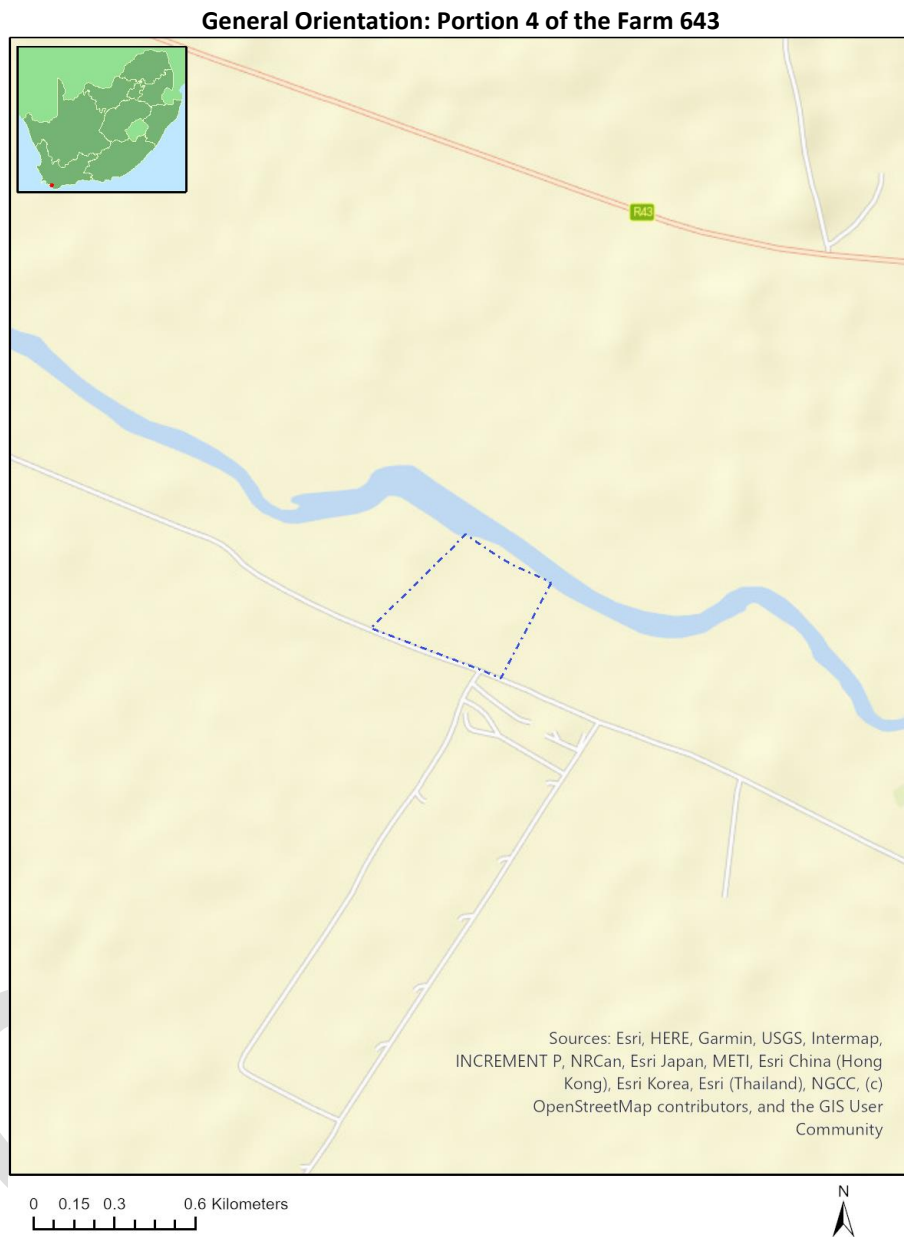 General Orientation: Portion 4 of the Farm 643
R43
Sources: Esri, HERE, Garmin, USGS, Intermap,
INCREMENT P, NRCan, Esri Japan, METI, Esri China (Hong
Kong), Esri Korea, Esri (Thailand), NGCC, (c)
OpenStreetMap contributors, and the GIS User
Community
0 0.15 0.3 0.6 Kilometers
N